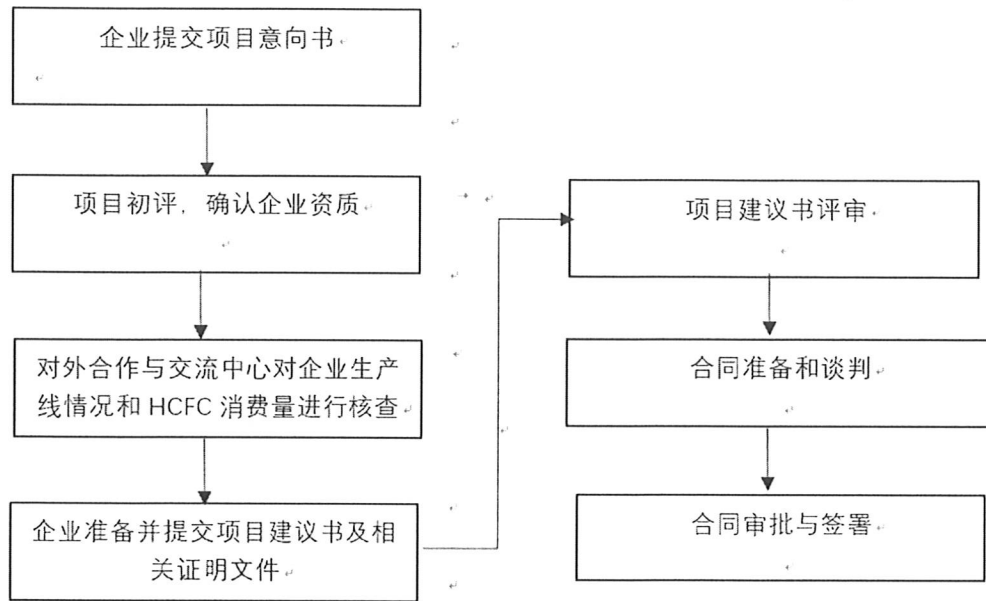 企业提交项目意向书
项目初评，确认企业资质
对外合作与交流中心对企业生产
线情况和 HCFC 消费量进行核查
企业准备并提交项目建议书及相
关证明文件
项目建议书评审
合同准备和谈判
合同审批与签署